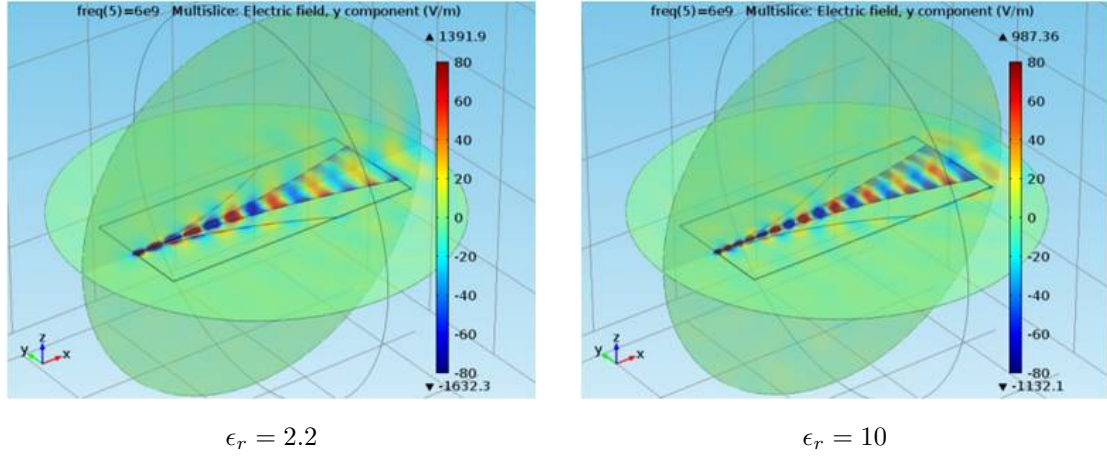 freq(5)=6e9 Multislice: Electric field, y component (V/m)
▲ 1391.9
80
60
40
20
0
-20
-40
-60
-80
▼ -1632.3
z
y
x
ϵr = 2.2
freq(5)=6e9 Multislice: Electric field, y component (V/m)
▲ 987.36
80
60
40
20
0
-20
-40
-60
-80
▼ -1132.1
z
y
x
ϵr = 10